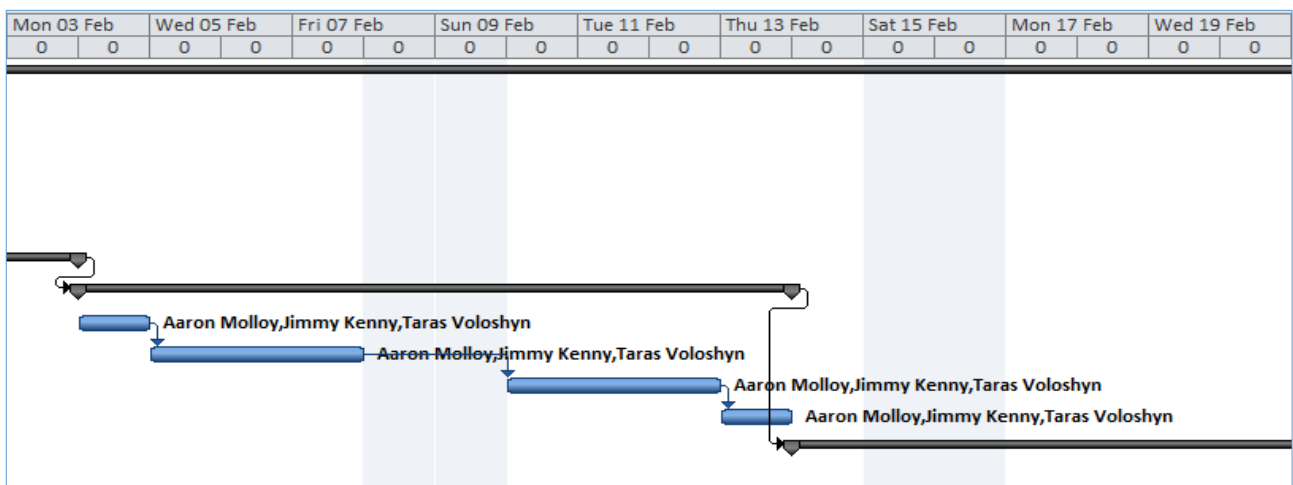 Mon 03 Feb Wed 05 Feb Fri 07 Feb Sun 09 Feb Tue 11 Feb Thu 13 Feb Sat 15 Feb Mon 17 Feb Wed 19 Feb
0 0 0 0 0 0 0 0 0 0 0 0 0 0 0 0 0 0
Aaron Molloy,Jimmy Kenny,Taras Voloshyn
Aaron Molloy,Jimmy Kenny,Taras Voloshyn
Aaron Molloy,Jimmy Kenny,Taras Voloshyn
Aaron Molloy,Jimmy Kenny,Taras Voloshyn